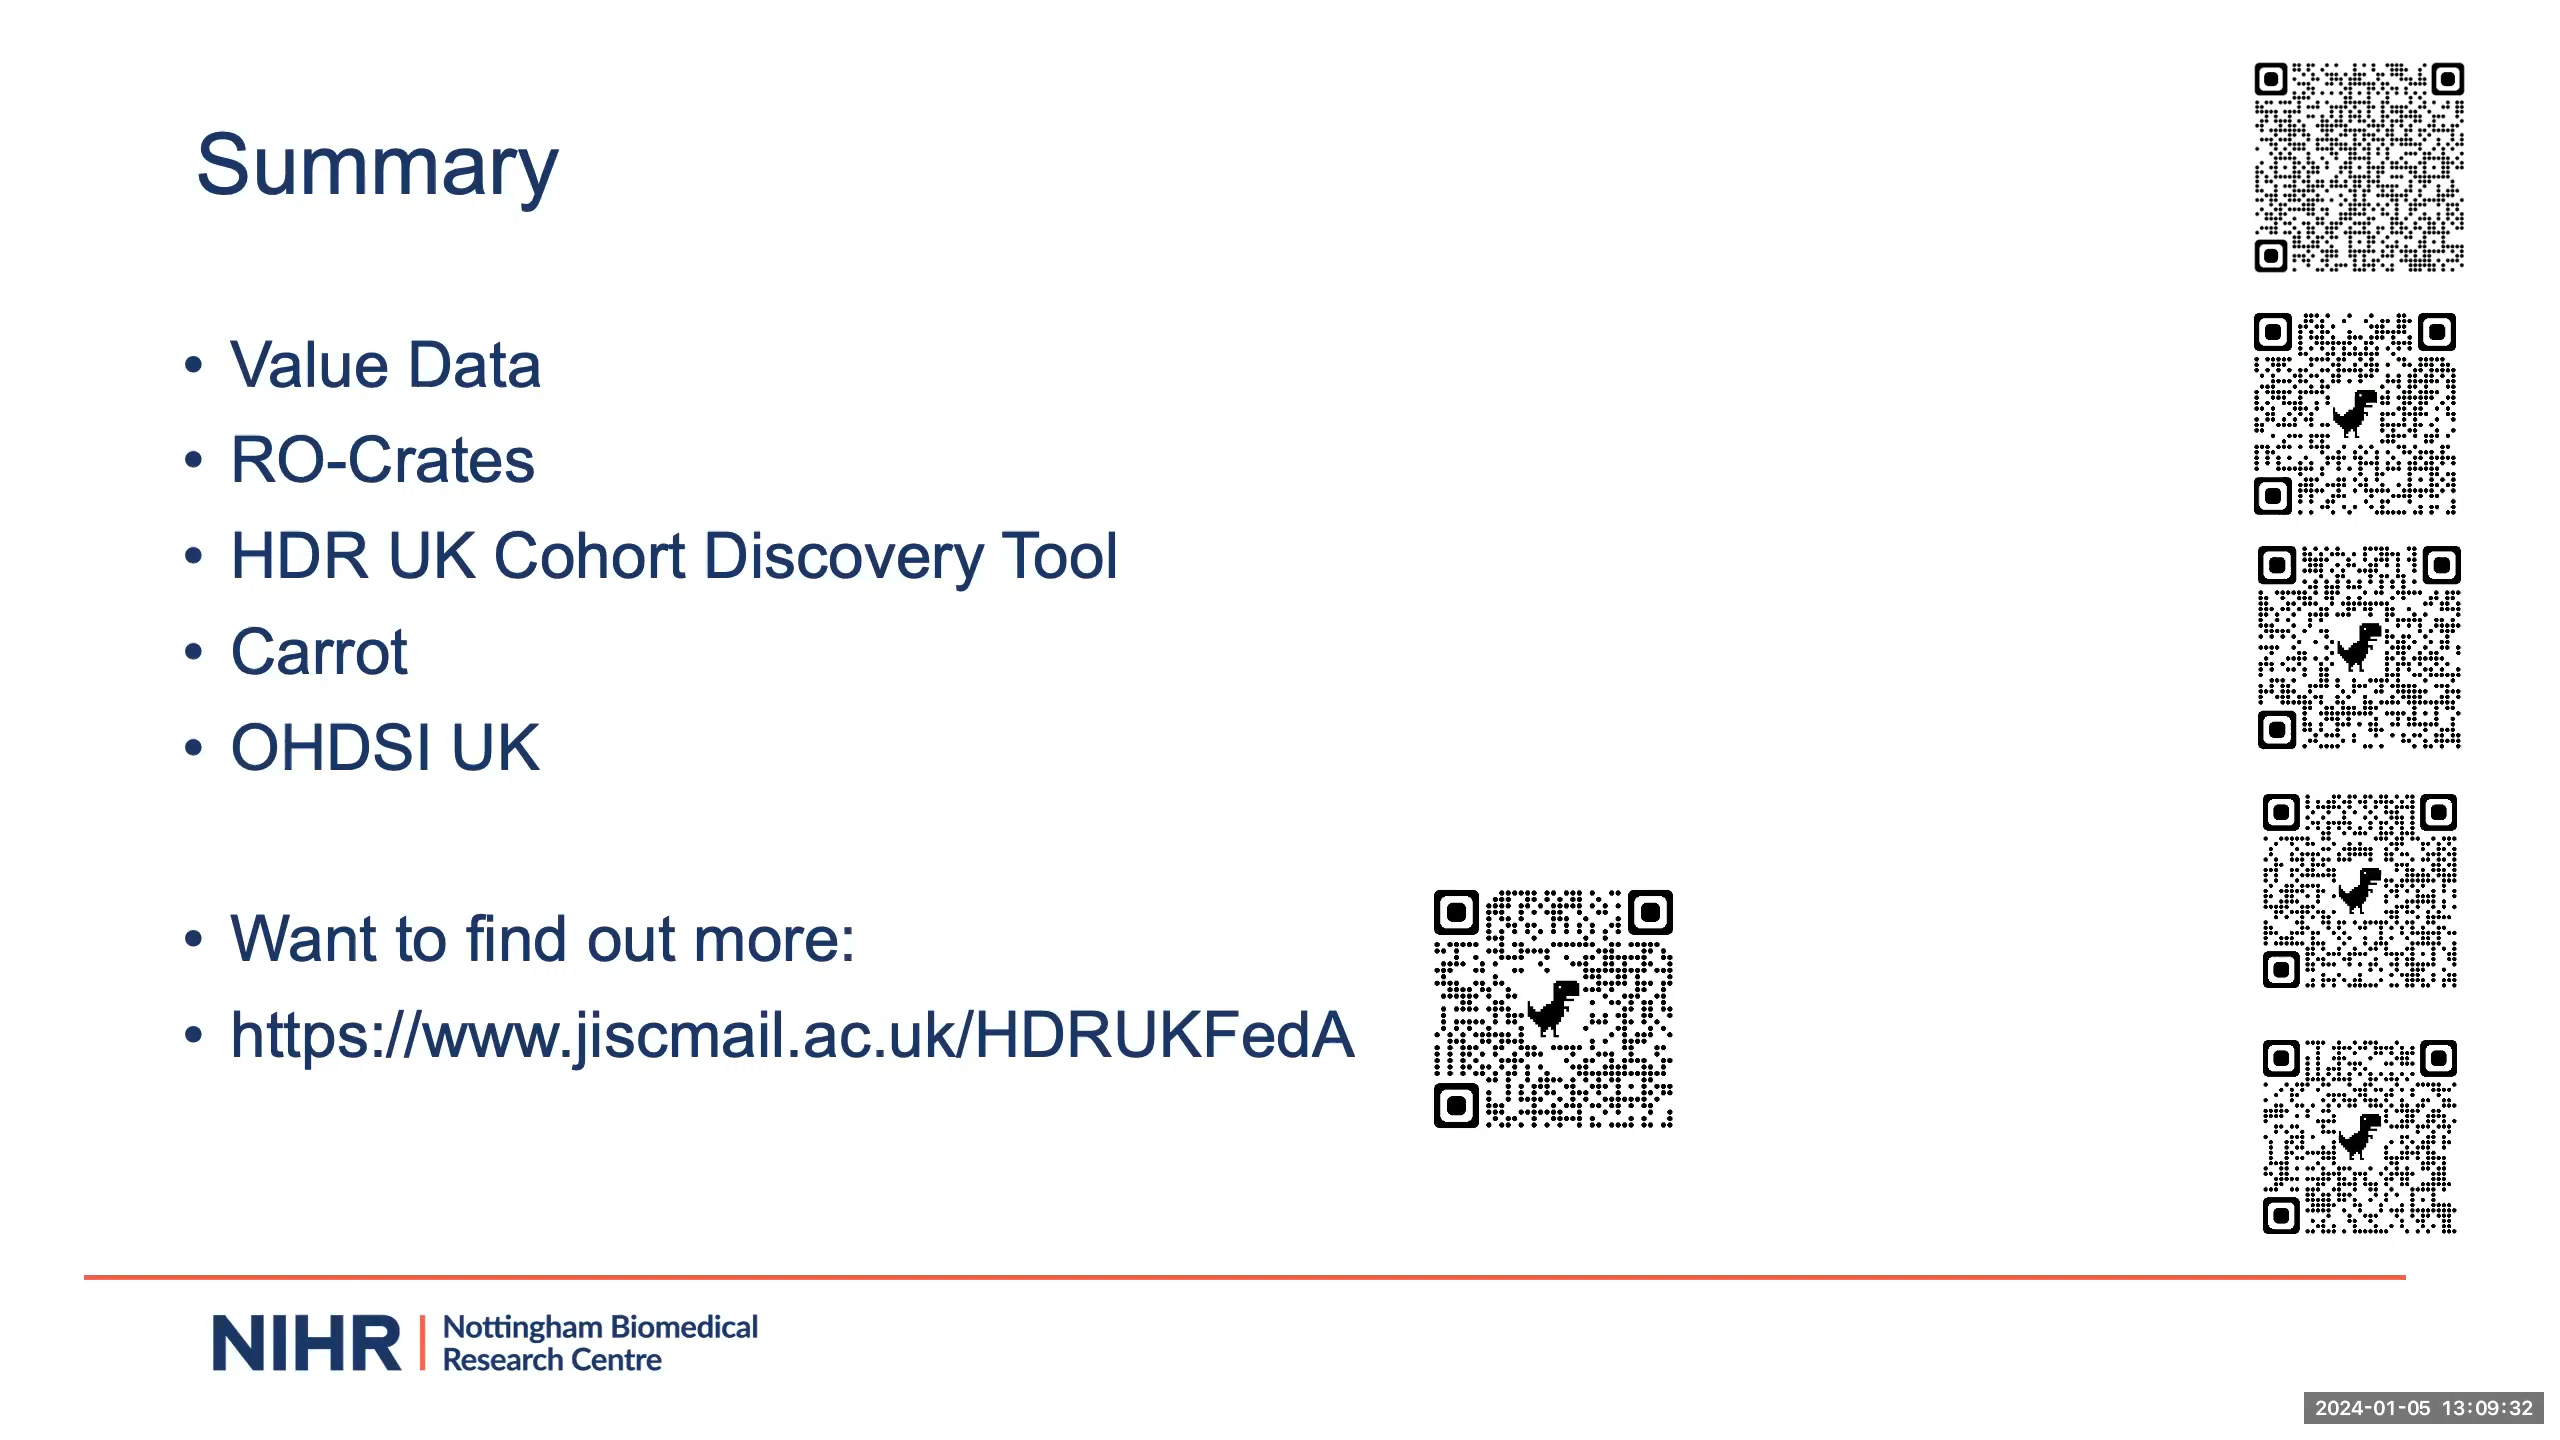 Summary
• Value Data
• RO-Crates
• HDR UK Cohort Discovery Tool
• Carrot
• OHDSI UK
• Want to find out more:
• https://www.jiscmail.ac.uk/HDRUKFedA
NIHR | Nottingham Biomedical
Research Centre
2024-01-05 13:09:32